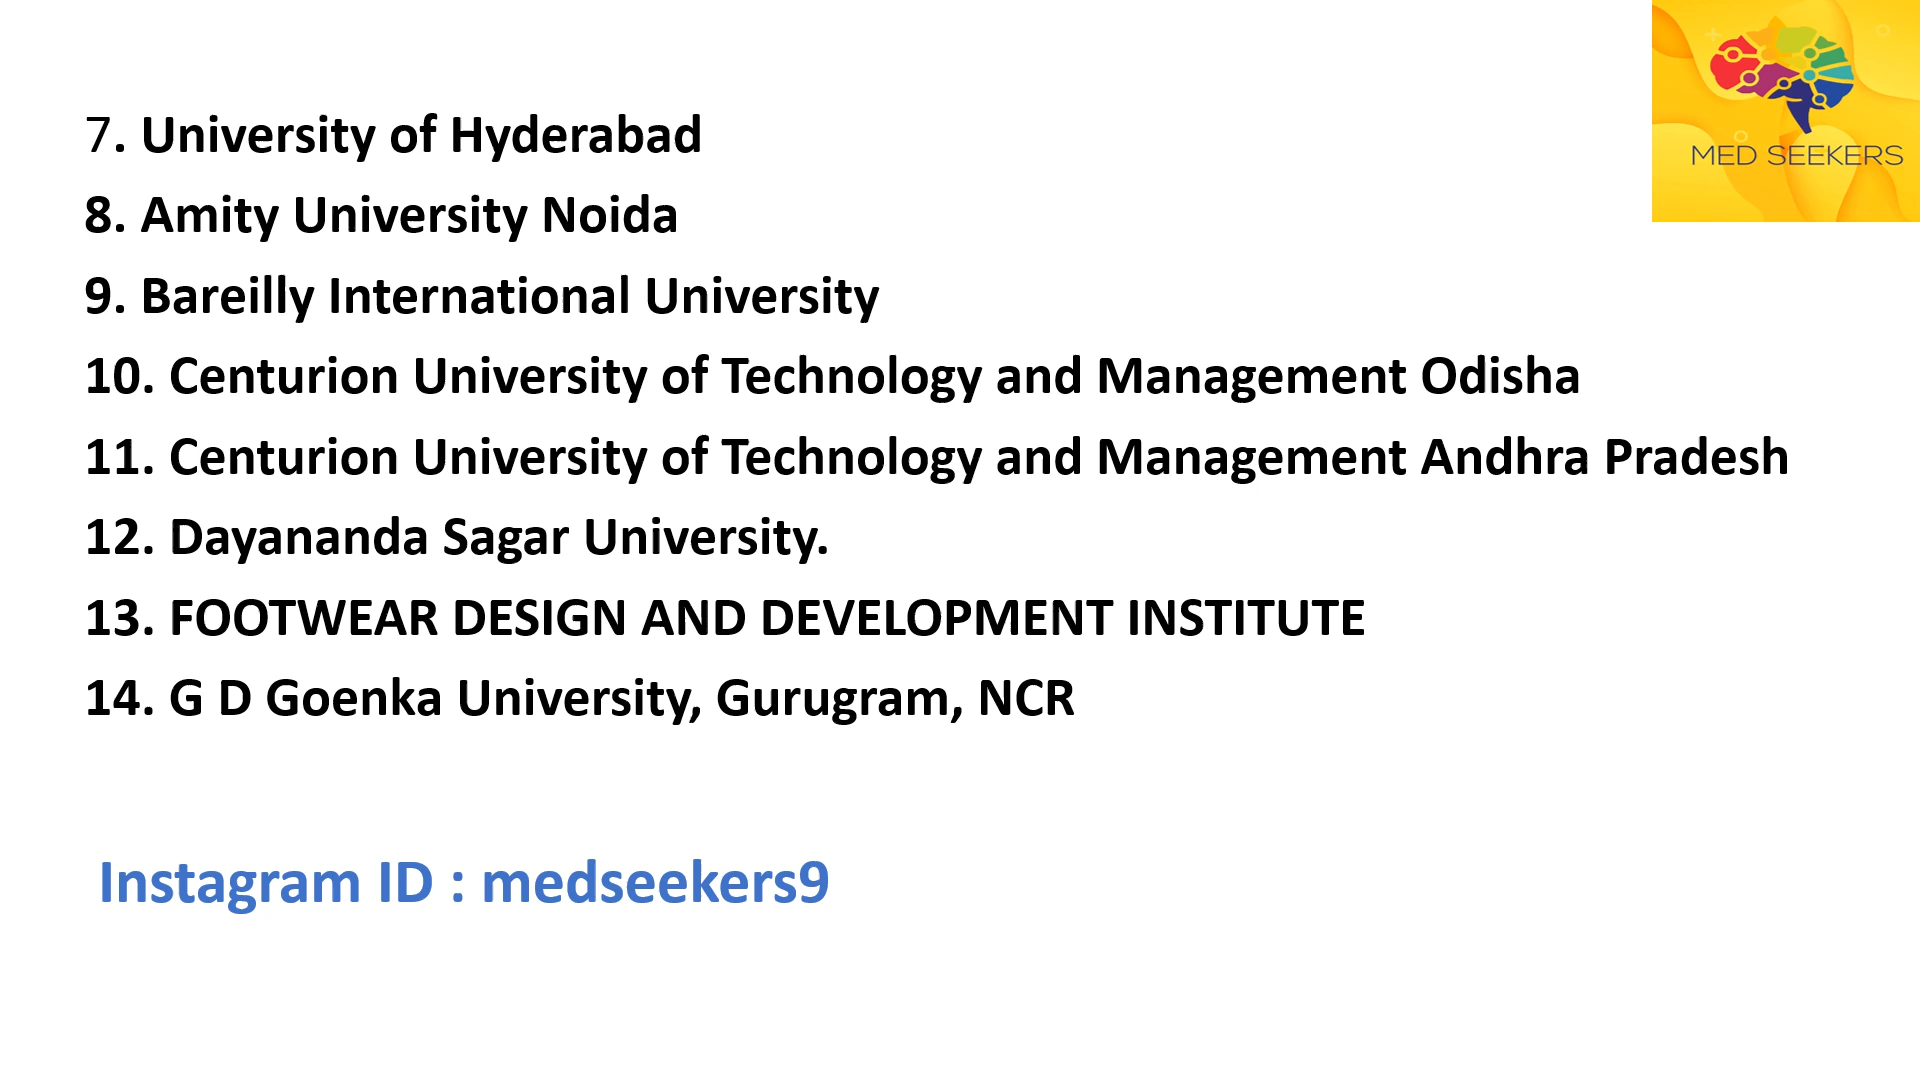 MED SEEKERS
7. University of Hyderabad
8. Amity University Noida
9. Bareilly International University
10. Centurion University of Technology and Management Odisha
11. Centurion University of Technology and Management Andhra Pradesh
12. Dayananda Sagar University.
13. FOOTWEAR DESIGN AND DEVELOPMENT INSTITUTE
14. G D Goenka University, Gurugram, NCR
Instagram ID : medseekers9